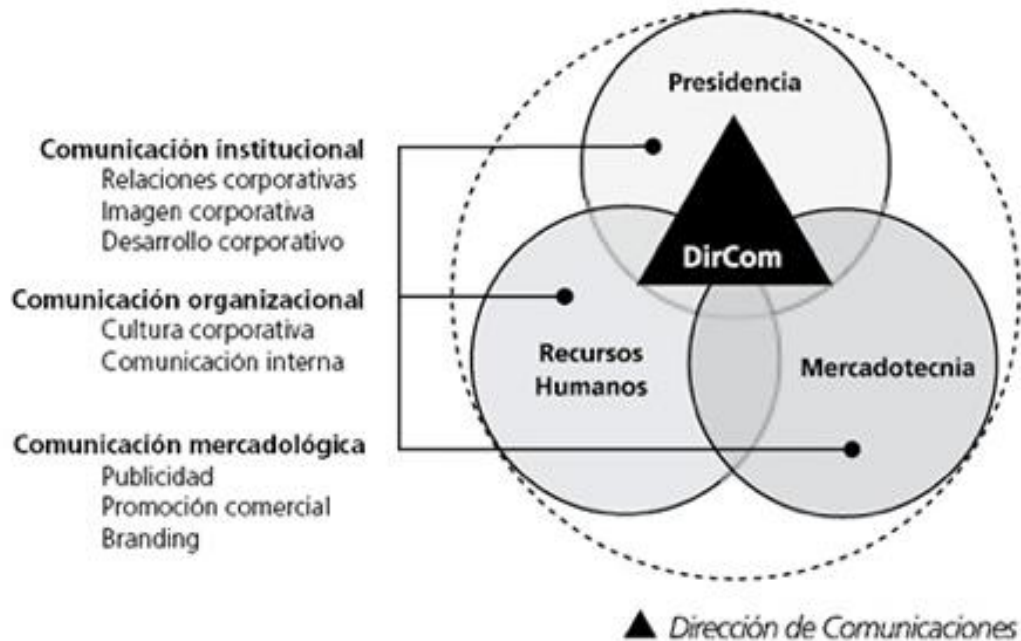 Comunicación institucional
Relaciones corporativas
Imagen corporativa
Desarrollo corporativo
Comunicación organizacional
Cultura corporativa
Comunicación interna
Comunicación mercadológica
Publicidad
Promoción comercial
Branding
Presidencia
DirCom
Recursos
Humanos
Mercadotecnia
Dirección de Comunicaciones